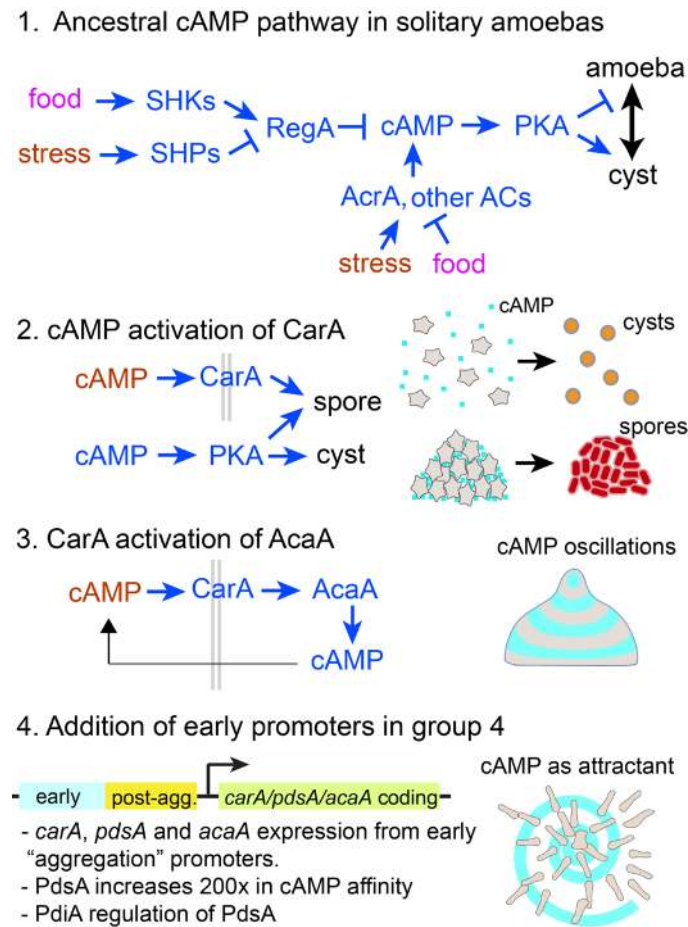 1. Ancestral cAMP pathway in solitary amoebas
amoeba
food SHKs
RegA cAMP PKA
stress SHPs
cyst
AcrA, other ACs
stress food
2. cAMP activation of CarA
cAMP
cysts
cAMP CarA
spore
spores
cAMP PKA cyst
3. CarA activation of AcaA
cAMP oscillations
cAMP CarA AcaA
cAMP
4. Addition of early promoters in group 4
cAMP as attractant
early post-agg. carA/pdsA/acaA coding
- carA, pdsA and acaA expression from early
"aggregation" promoters.
- PdsA increases 200x in cAMP affinity
- PdiA regulation of PdsA